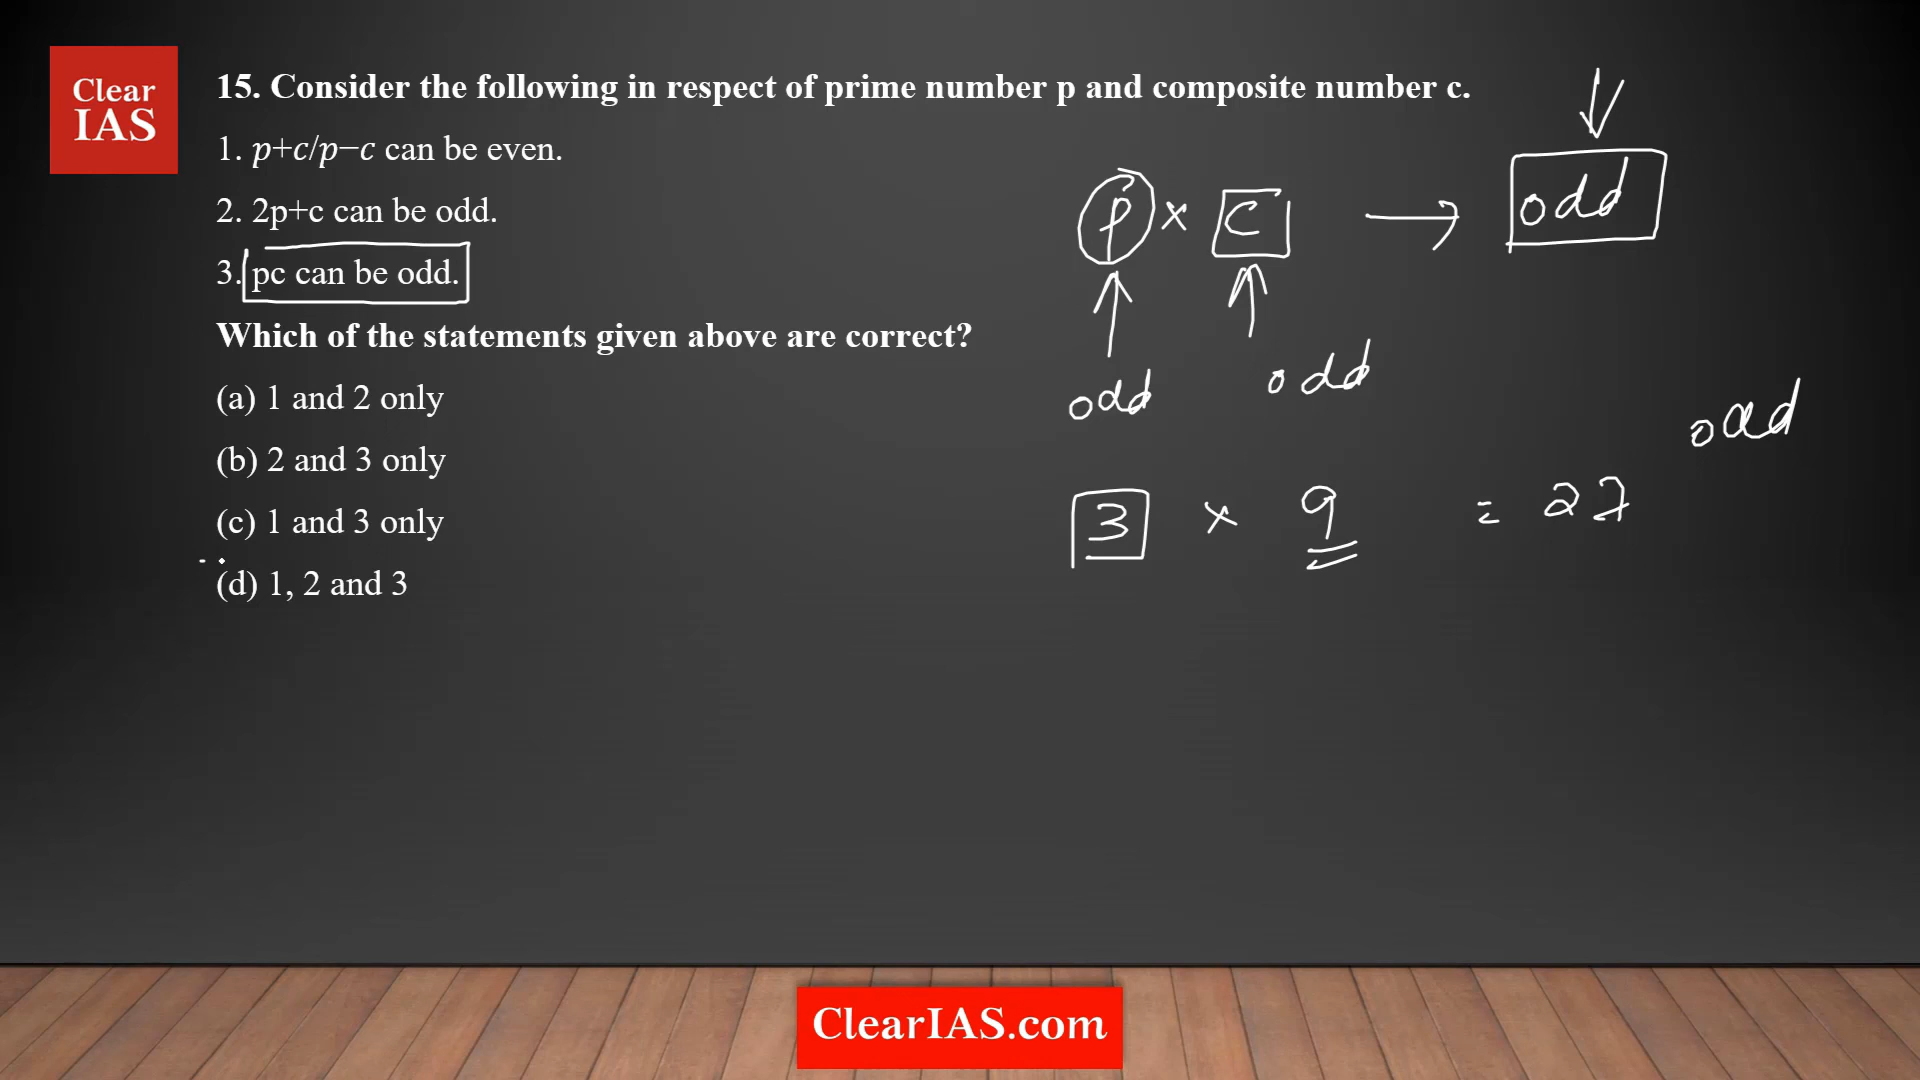 Clear
IAS
15. Consider the following in respect of prime number p and composite number c.
1. p+c/p−c can be even.
2. 2p+c can be odd.
3. pc can be odd.
Which of the statements given above are correct?
(a) 1 and 2 only
(b) 2 and 3 only
(c) 1 and 3 only
(d) 1, 2 and 3
p × c → odd
odd odd
odd
3 × 9 = 27
ClearIAS.com